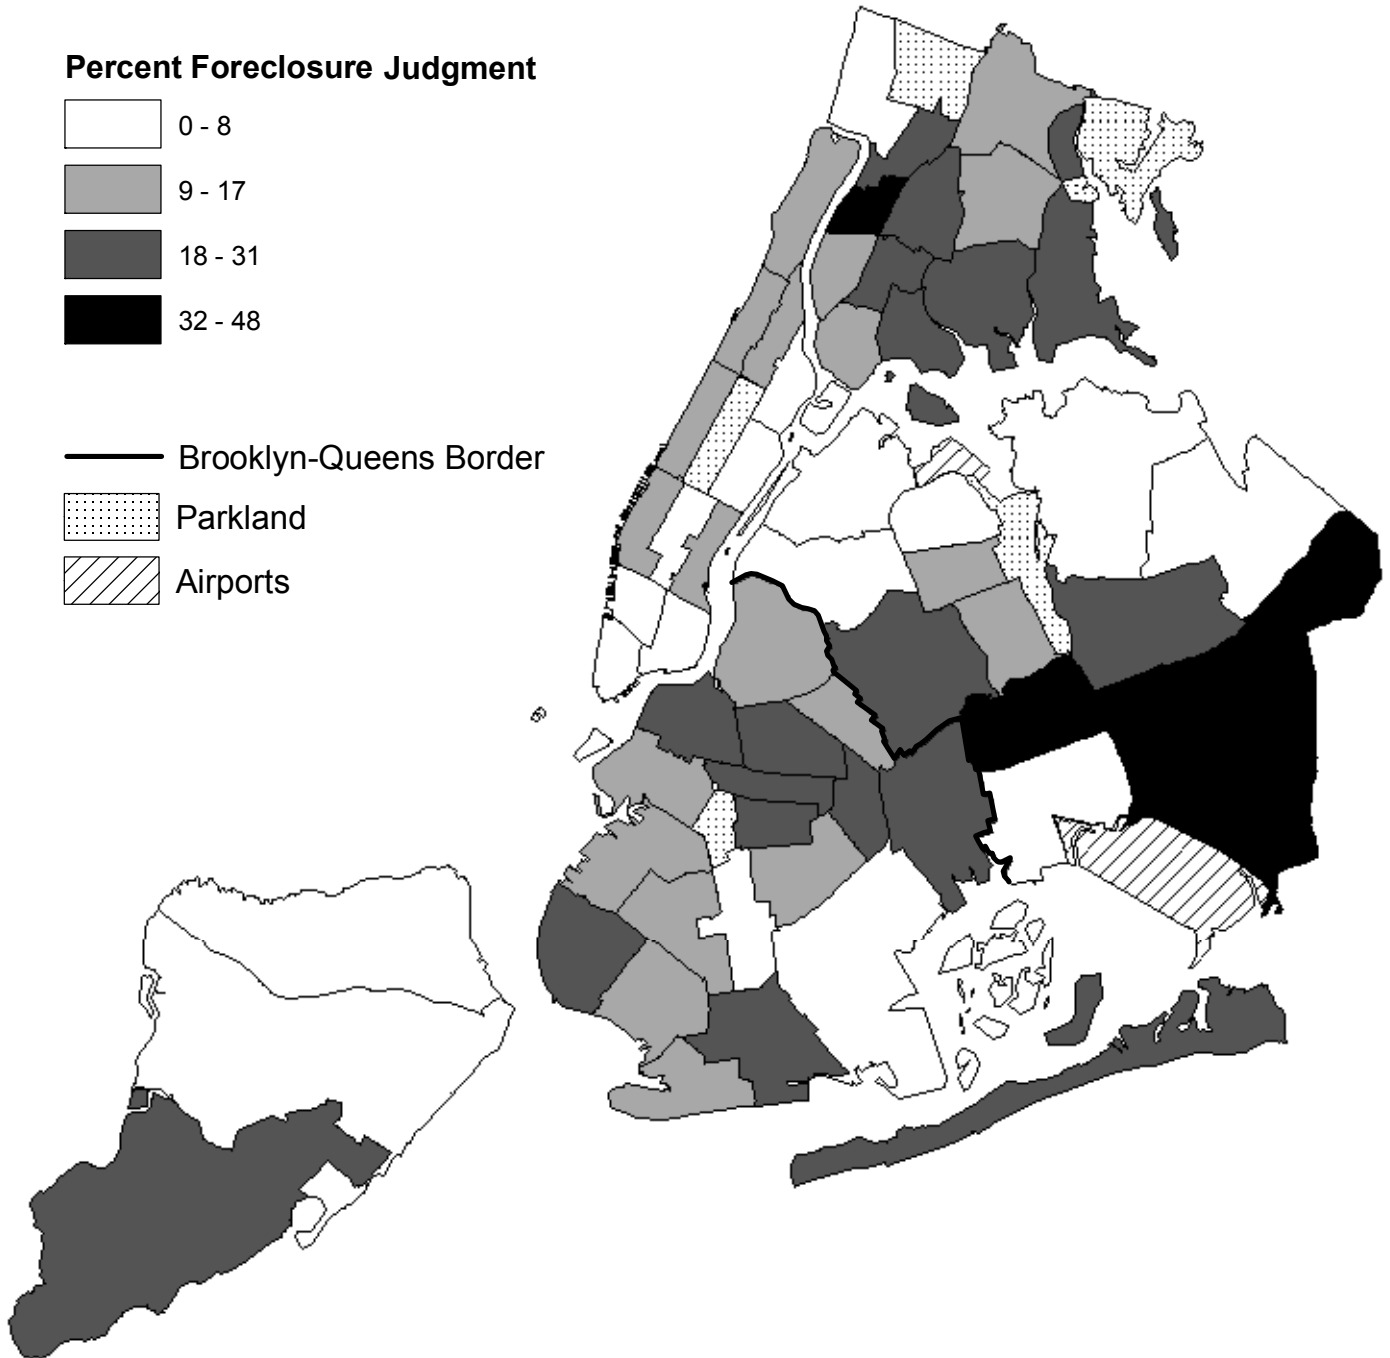 Percent Foreclosure Judgment
0 - 8
9 - 17
18 - 31
32 - 48
Brooklyn-Queens Border
Parkland
Airports